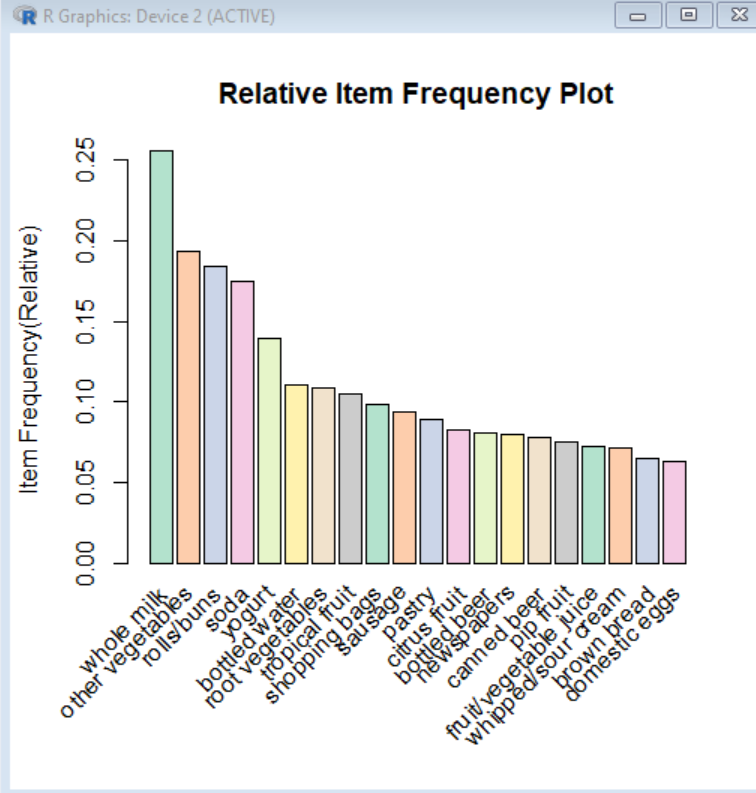 R Graphics: Device 2 (ACTIVE)
Relative Item Frequency Plot
Item Frequency(Relative)
0.25
0.20
0.15
0.10
0.05
0.00
whole milk
other vegetables
rolls/buns
soda
yogurt
bottled water
root vegetables
tropical fruit
shopping bags
sausage
pastry
citrus fruit
bottled beer
newspapers
canned beer
pip fruit
fruit/vegetable juice
whipped/sour cream
brown bread
domestic eggs